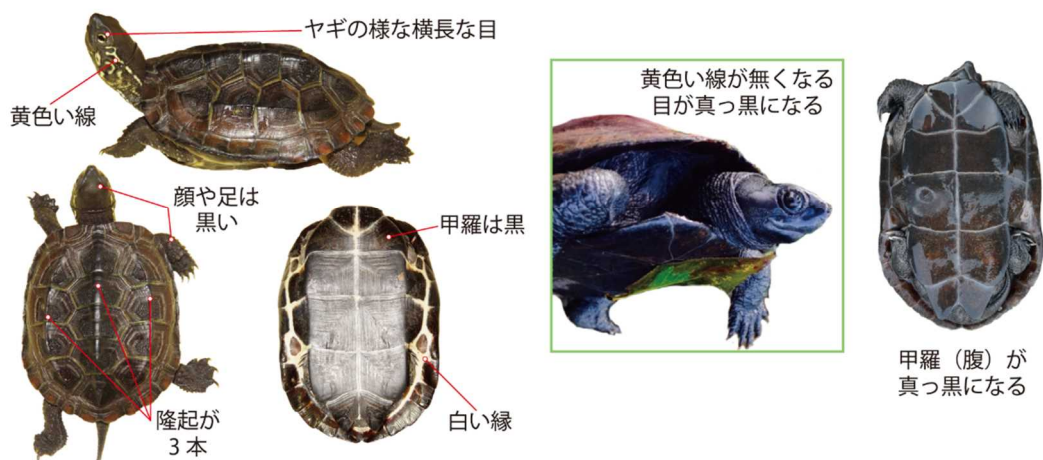 ヤギの様な横長な目
黄色い線
顔や足は
黒い
甲羅は黒
隆起が
3 本
白い縁
黄色い線が無くなる
目が真っ黒になる
甲羅（腹）が
真っ黒になる